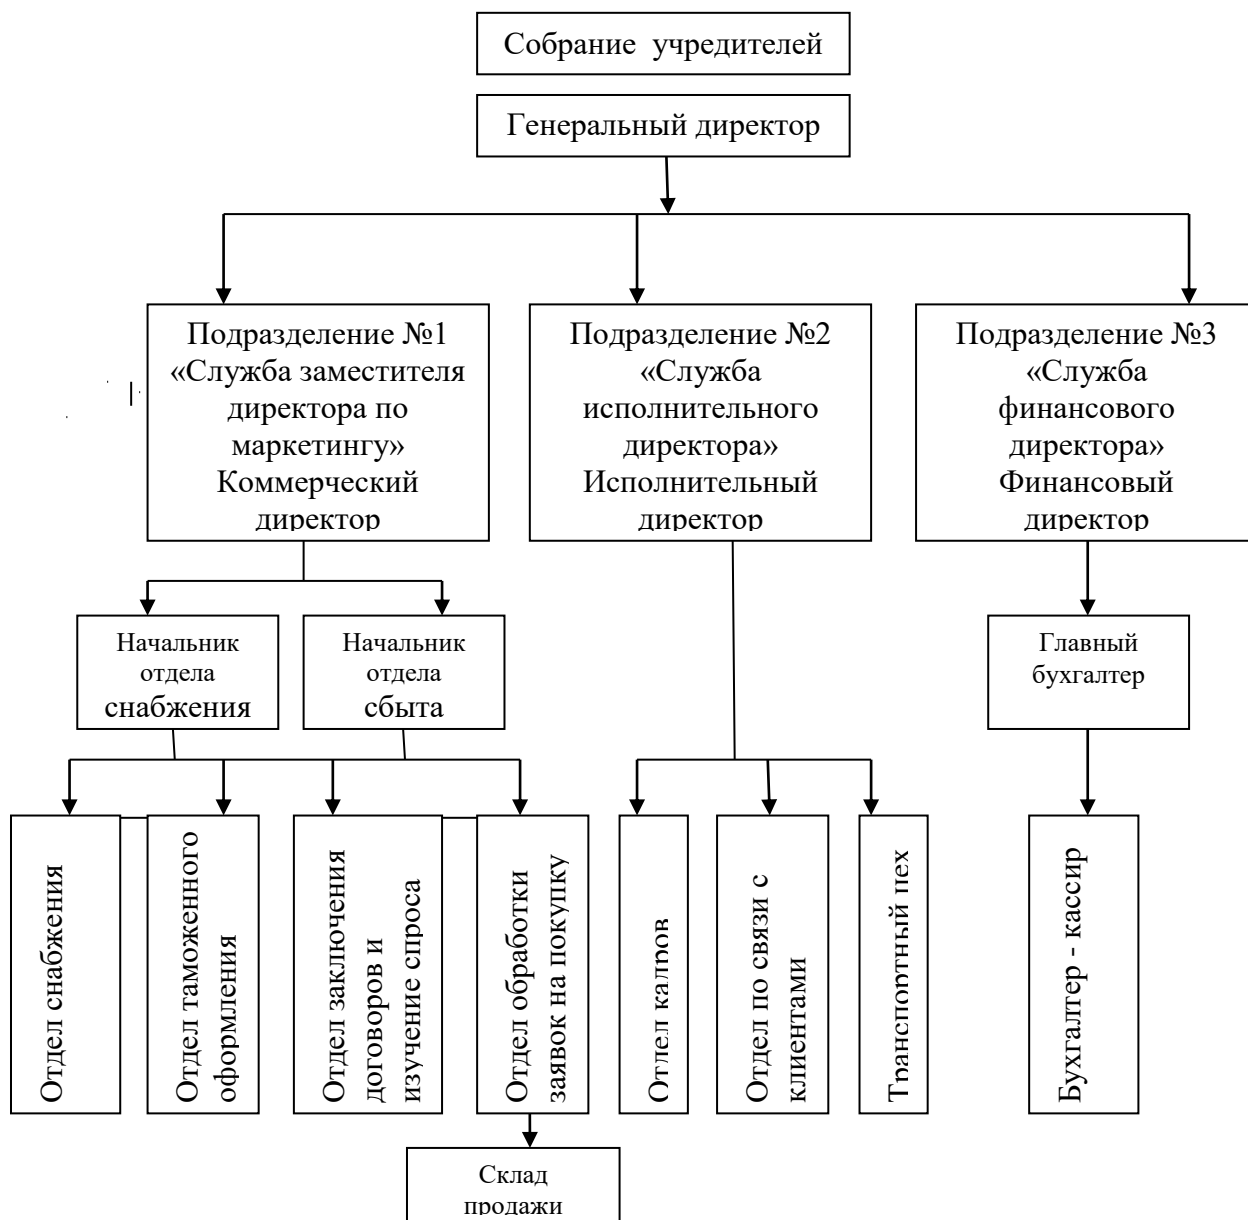 Собрание учредителей
Генеральный директор
Подразделение №1
«Служба заместителя
директора по
маркетингу»
Коммерческий
директор
Подразделение №2
«Служба
исполнительного
директора»
Исполнительный
директор
Подразделение №3
«Служба
финансового
директора»
Финансовый
директор
Начальник
отдела
снабжения
Начальник
отдела
сбыта
Главный
бухгалтер
Отдел снабжения
Отдел таможенного
оформления
Отдел заключения
договоров и
изучение спроса
Отдел обработки
заявок на покупку
Отдел кадров
Отдел по связи с
клиентами
Транспортный цех
Бухгалтер - кассир
Склад
продажи